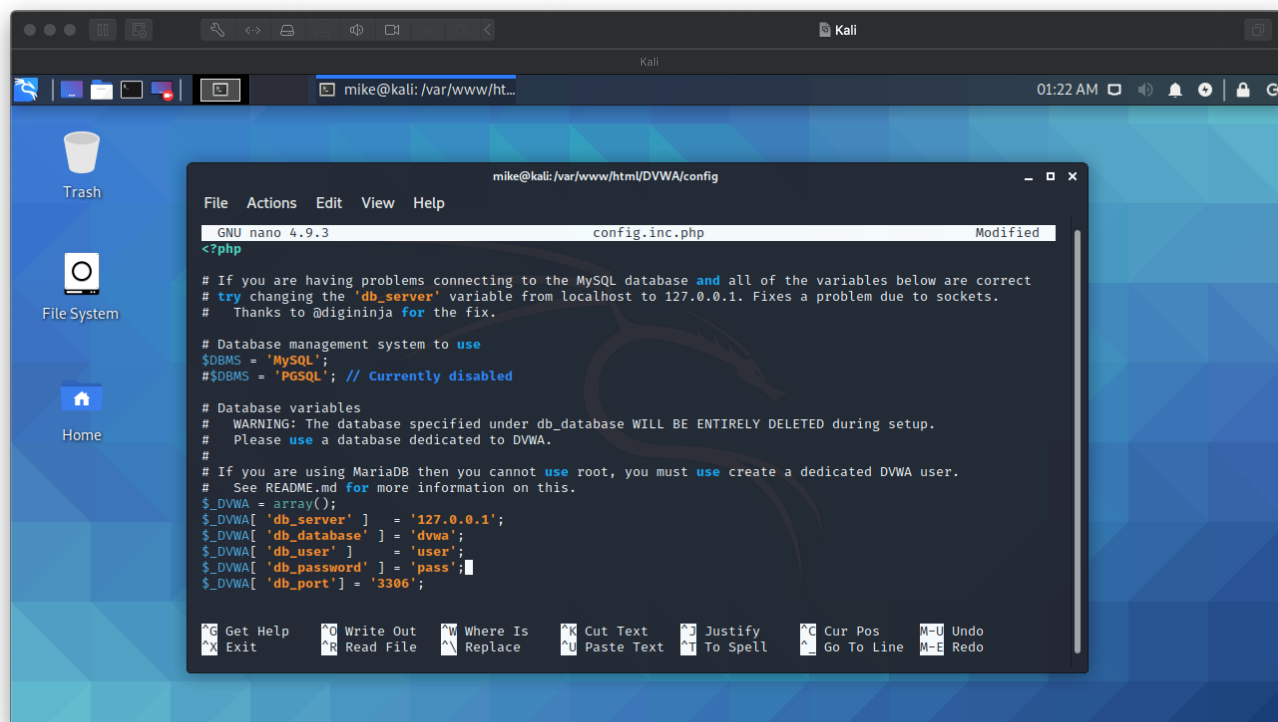 Kali
Kali
mike@kali: /var/www/ht...
01:22 AM
Trash
File System
Home
mike@kali:/var/www/html/DVWA/config
File Actions Edit View Help
GNU nano 4.9.3 config.inc.php Modified
<?php
# If you are having problems connecting to the MySQL database and all of the variables below are correct
# try changing the 'db_server' variable from localhost to 127.0.0.1. Fixes a problem due to sockets.
#   Thanks to @digininja for the fix.
# Database management system to use
$DBMS = 'MySQL';
#$DBMS = 'PGSQL'; // Currently disabled
# Database variables
#   WARNING: The database specified under db_database WILL BE ENTIRELY DELETED during setup.
#   Please use a database dedicated to DVWA.
#
# If you are using MariaDB then you cannot use root, you must use create a dedicated DVWA user.
#   See README.md for more information on this.
$_DVWA = array();
$_DVWA[ 'db_server' ]   = '127.0.0.1';
$_DVWA[ 'db_database' ] = 'dvwa';
$_DVWA[ 'db_user' ]     = 'user';
$_DVWA[ 'db_password' ] = 'pass';
$_DVWA[ 'db_port'] = '3306';
^G Get Help ^O Write Out ^W Where Is ^K Cut Text ^J Justify ^C Cur Pos M-U Undo
^X Exit ^R Read File ^\ Replace ^U Paste Text ^T To Spell ^_ Go To Line M-E Redo